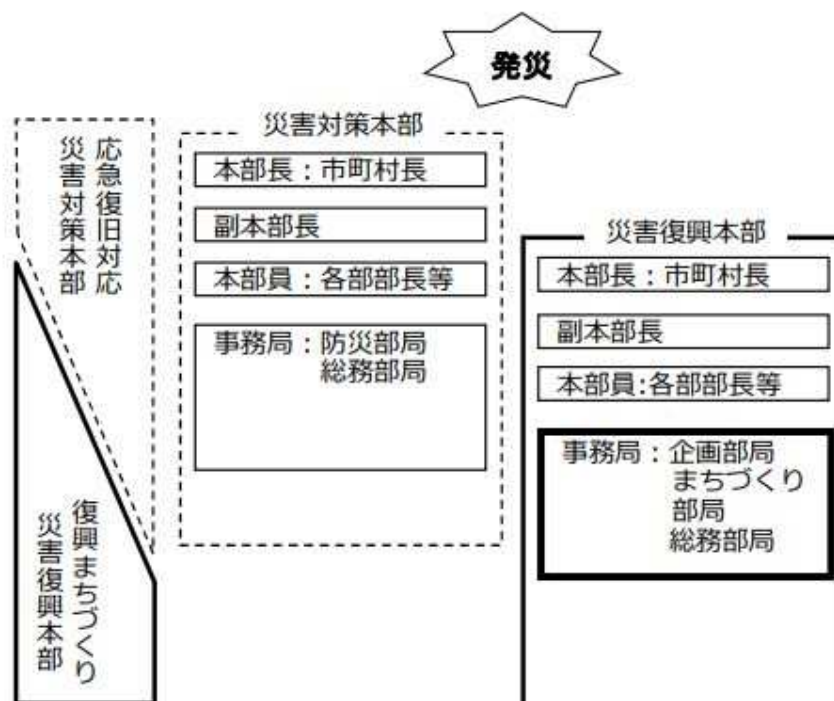 発災
応急復旧対応
災害対策本部
復興まちづくり
災害復興本部
災害対策本部
本部長：市町村長
副本部長
本部員：各部部長等
事務局：防災部局
総務部局
災害復興本部
本部長：市町村長
副本部長
本部員:各部部長等
事務局：企画部局
まちづくり
部局
総務部局